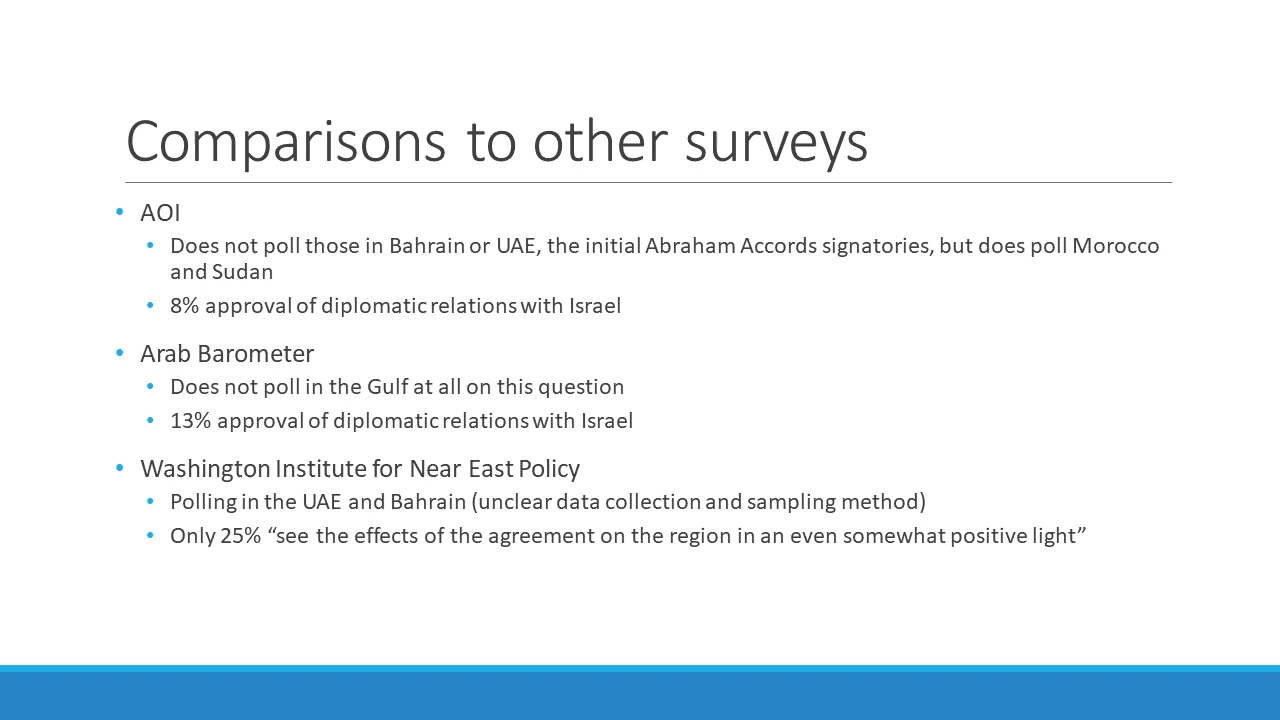 Comparisons to other surveys
• AOI
• Does not poll those in Bahrain or UAE, the initial Abraham Accords signatories, but does poll Morocco
and Sudan
• 8% approval of diplomatic relations with Israel
• Arab Barometer
• Does not poll in the Gulf at all on this question
• 13% approval of diplomatic relations with Israel
• Washington Institute for Near East Policy
• Polling in the UAE and Bahrain (unclear data collection and sampling method)
• Only 25% “see the effects of the agreement on the region in an even somewhat positive light”